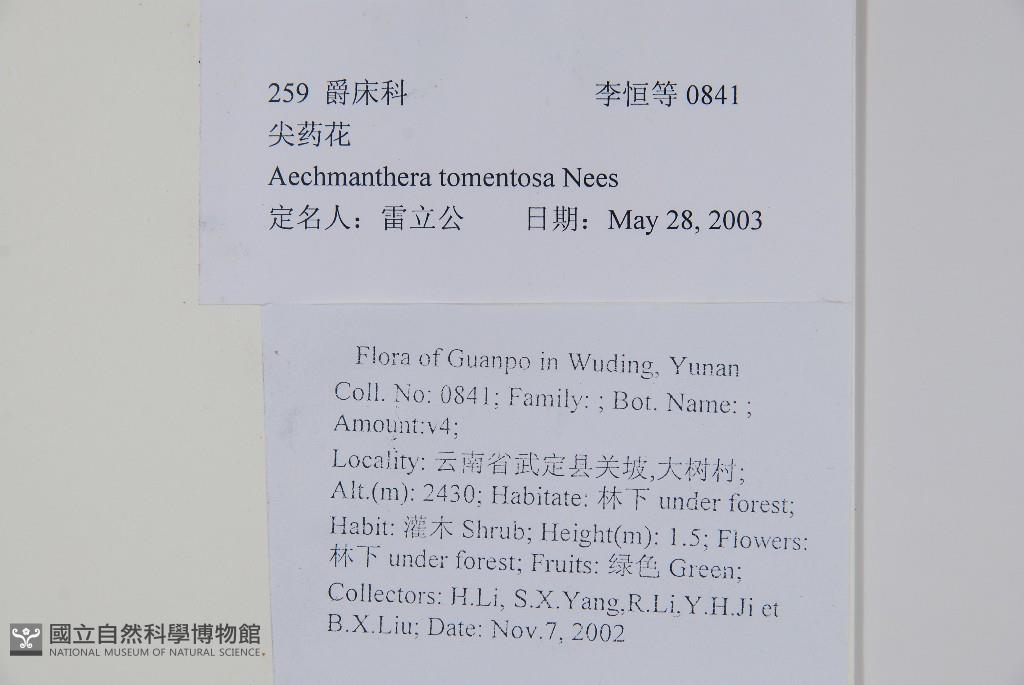 259 爵床科 李恒等 0841
尖药花
Aechmanthera tomentosa Nees
定名人：雷立公 日期：May 28, 2003
Flora of Guanpo in Wuding, Yunan
Coll. No: 0841; Family: ; Bot. Name: ;
Amount:v4;
Locality: 云南省武定县关坡,大树村;
Alt.(m): 2430; Habitate: 林下 under forest;
Habit: 灌木 Shrub; Height(m): 1.5; Flowers:
林下 under forest; Fruits: 绿色 Green;
Collectors: H.Li, S.X.Yang,R.Li,Y.H.Ji et
B.X.Liu; Date: Nov.7, 2002
國立自然科學博物館
NATIONAL MUSEUM OF NATURAL SCIENCE